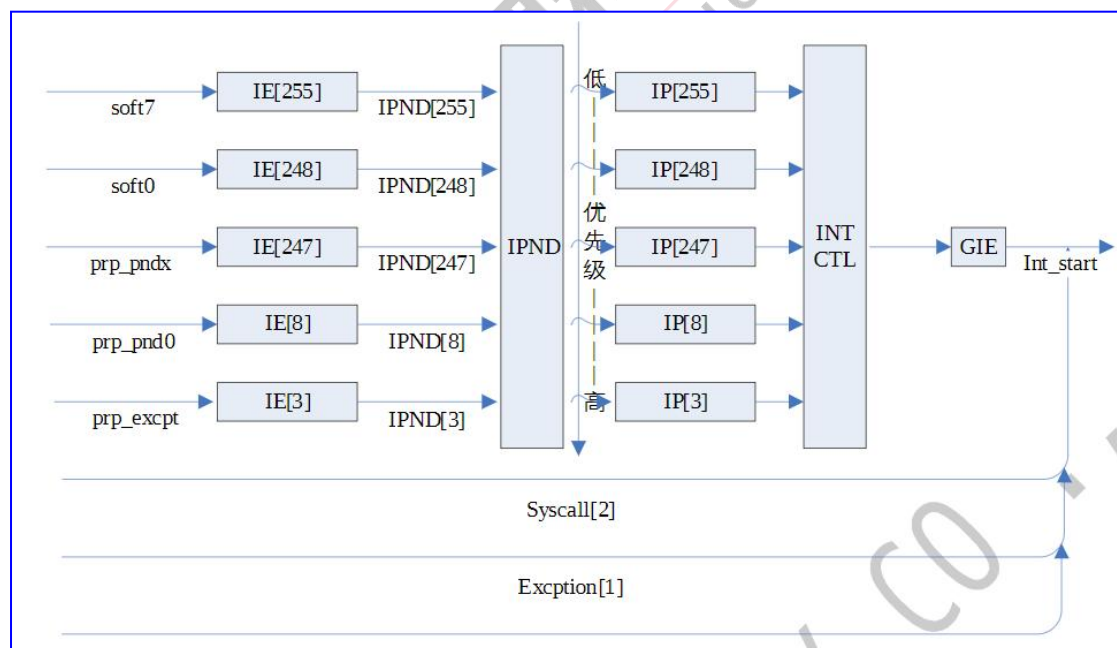 低
IE[255]
IP[255]
soft7
IPND[255]
IE[248]
IP[248]
soft0
IPND[248]
优
先
级
IE[247]
IPND
IP[247]
INT
CTL
GIE
prp_pndx
IPND[247]
Int_start
IE[8]
IP[8]
prp_pnd0
IPND[8]
IE[3]
高
IP[3]
prp_excpt
IPND[3]
Syscall[2]
Excption[1]
CO